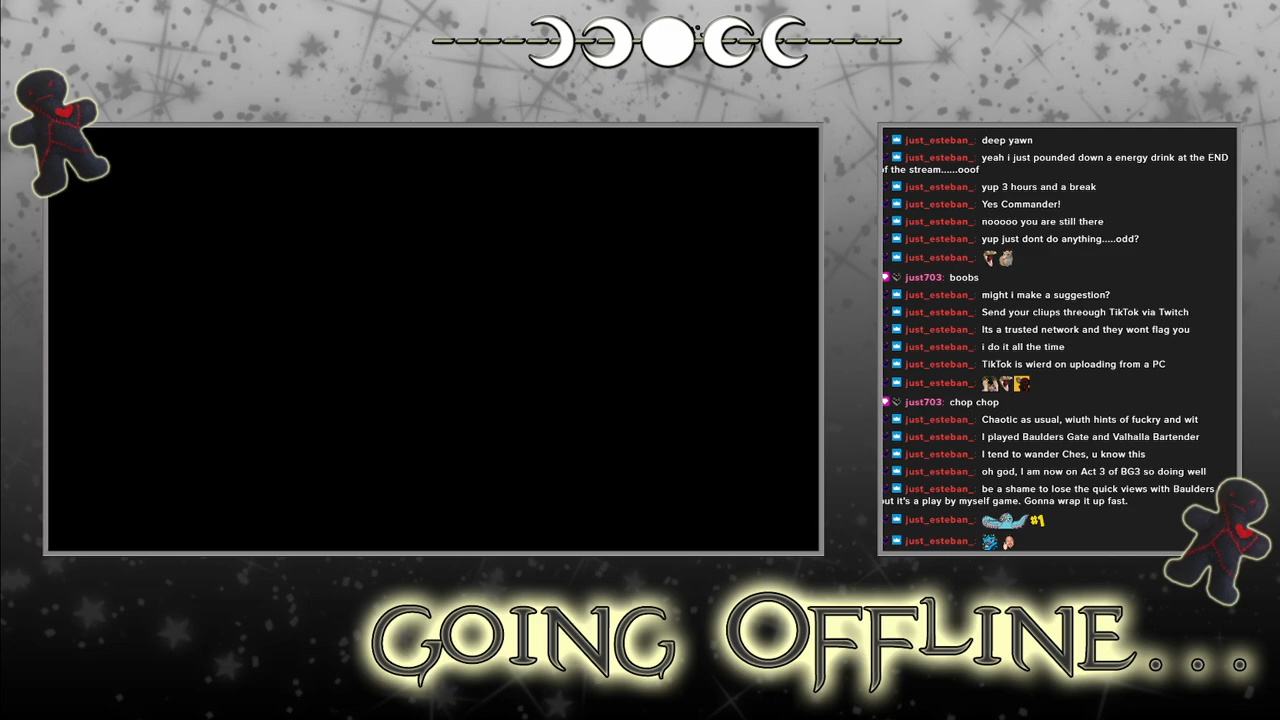 just_esteban_: deep yawn
just_esteban_: yeah i just pounded down a energy drink at the END
of the stream......ooof
just_esteban_: yup 3 hours and a break
just_esteban_: Yes Commander!
just_esteban_: nooooo you are still there
just_esteban_: yup just dont do anything.....odd?
just_esteban_:
just703: boobs
just_esteban_: might i make a suggestion?
just_esteban_: Send your cliups threough TikTok via Twitch
just_esteban_: Its a trusted network and they wont flag you
just_esteban_: i do it all the time
just_esteban_: TikTok is wierd on uploading from a PC
just_esteban_:
just703: chop chop
just_esteban_: Chaotic as usual, wiuth hints of fuckry and wit
just_esteban_: I played Baulders Gate and Valhalla Bartender
just_esteban_: I tend to wander Ches, u know this
just_esteban_: oh god, I am now on Act 3 of BG3 so doing well
just_esteban_: be a shame to lose the quick views with Baulders
but it's a play by myself game. Gonna wrap it up fast.
just_esteban_: #1
just_esteban_:
Going Offline...